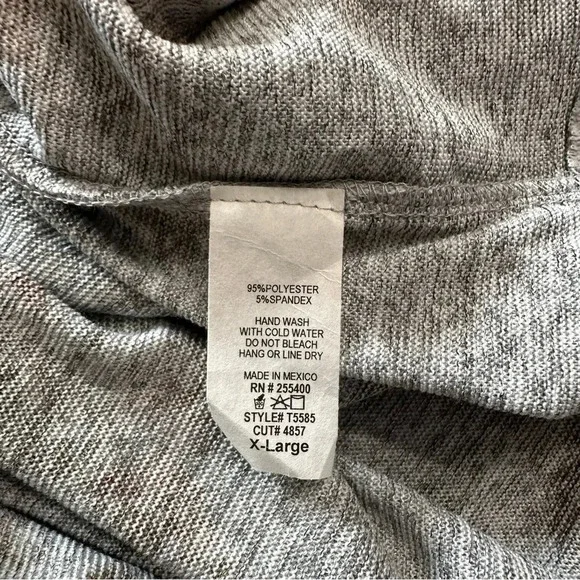 95%POLYESTER
5%SPANDEX
HAND WASH
WITH COLD WATER
DO NOT BLEACH
HANG OR LINE DRY
MADE IN MEXICO
RN # 255400
STYLE# T5585
CUT# 4857
X-Large